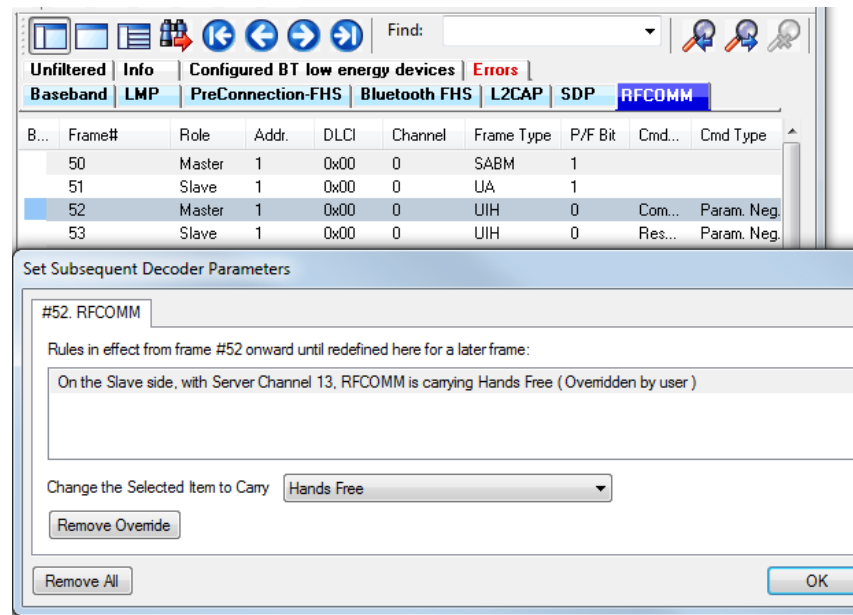 Find:
Unfiltered Info Configured BT low energy devices Errors
Baseband LMP PreConnection-FHS Bluetooth FHS L2CAP SDP RFCOMM
B... Frame# Role Addr. DLCI Channel Frame Type P/F Bit Cmd... Cmd Type
50 Master 1 0x00 0 SABM 1
51 Slave 1 0x00 0 UA 1
52 Master 1 0x00 0 UIH 0 Com... Param. Neg.
53 Slave 1 0x00 0 UIH 0 Res... Param. Neg.
Set Subsequent Decoder Parameters
#52. RFCOMM
Rules in effect from frame #52 onward until redefined here for a later frame:
On the Slave side, with Server Channel 13, RFCOMM is carrying Hands Free ( Overridden by user )
Change the Selected Item to Carry Hands Free
Remove Override
Remove All OK